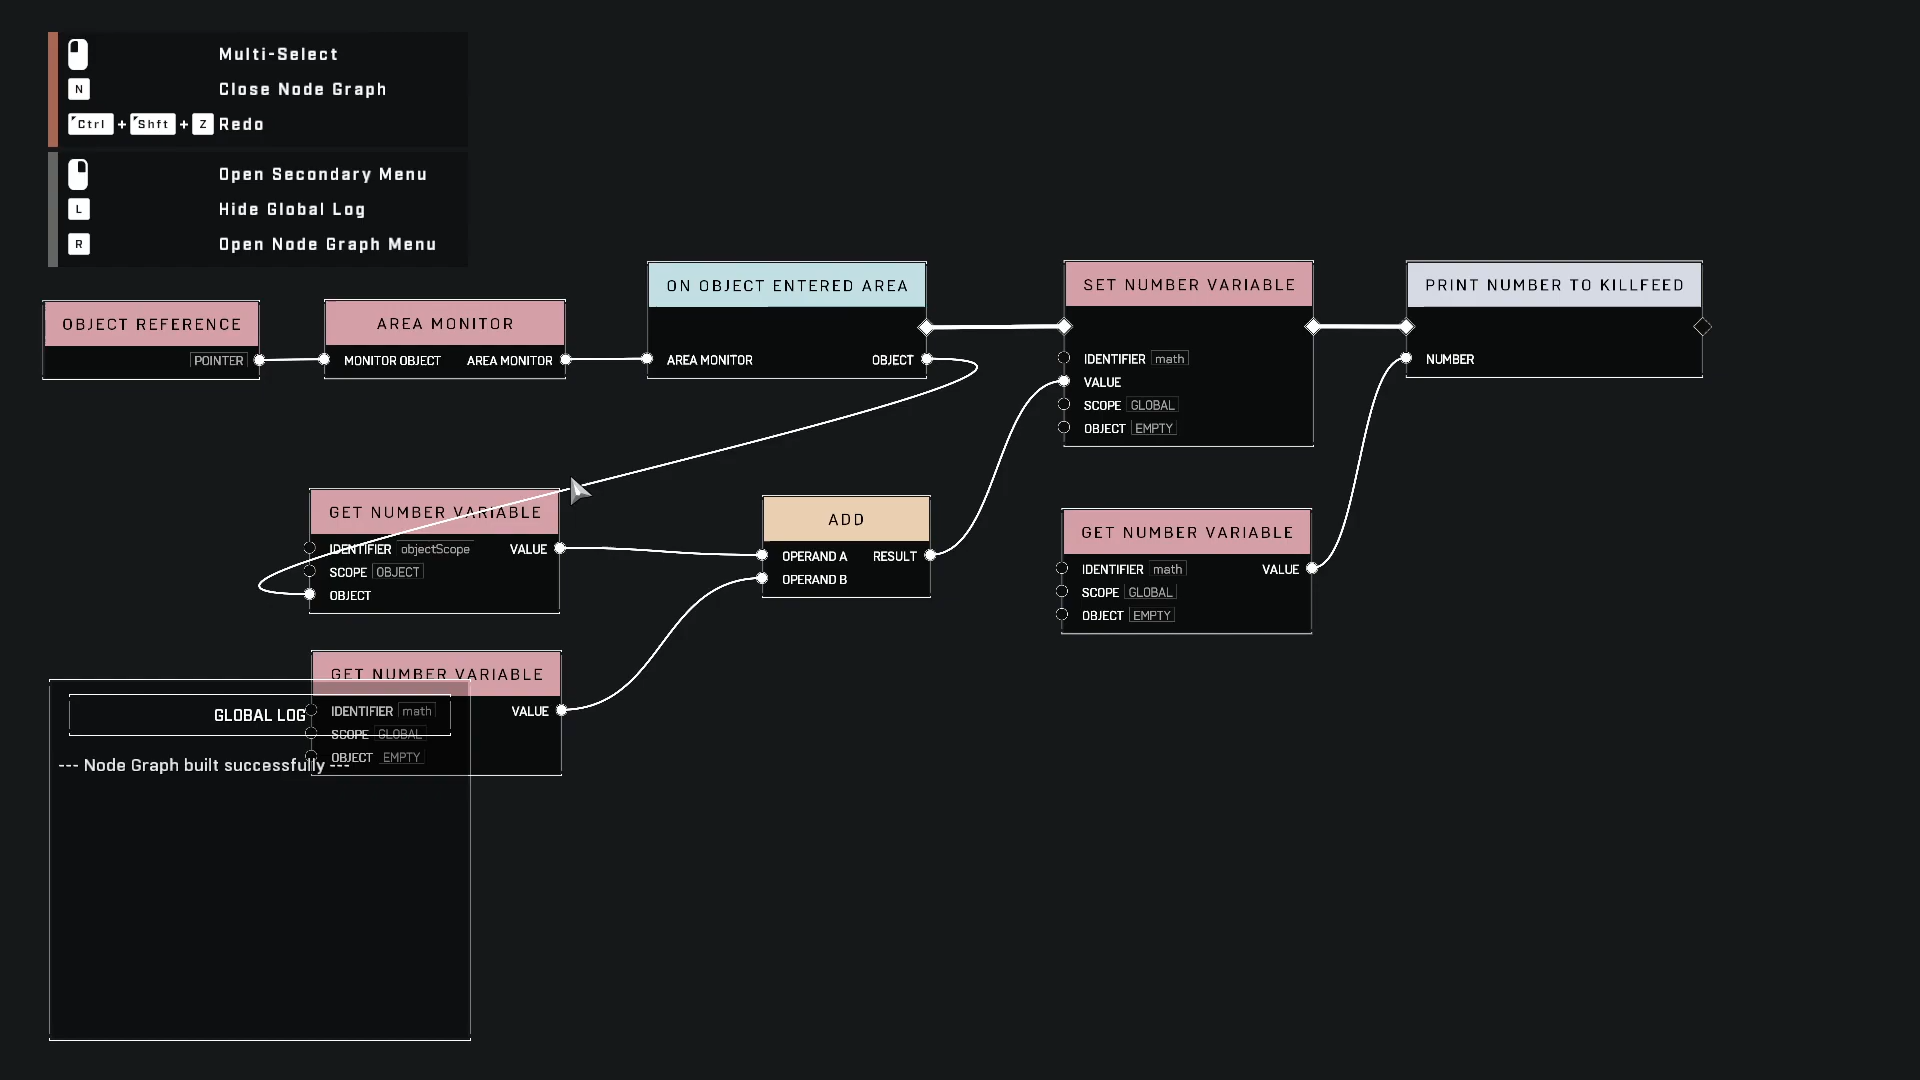 Multi-Select
N Close Node Graph
Ctrl + Shft + Z Redo
Open Secondary Menu
L Hide Global Log
R Open Node Graph Menu
OBJECT REFERENCE
POINTER
AREA MONITOR
MONITOR OBJECT AREA MONITOR
ON OBJECT ENTERED AREA
AREA MONITOR OBJECT
SET NUMBER VARIABLE
IDENTIFIER math
VALUE
SCOPE GLOBAL
OBJECT EMPTY
PRINT NUMBER TO KILLFEED
NUMBER
GET NUMBER VARIABLE
IDENTIFIER objectScope VALUE
SCOPE OBJECT
OBJECT
ADD
OPERAND A RESULT
OPERAND B
GET NUMBER VARIABLE
IDENTIFIER math VALUE
SCOPE GLOBAL
OBJECT EMPTY
GET NUMBER VARIABLE
IDENTIFIER math VALUE
SCOPE GLOBAL
OBJECT EMPTY
GLOBAL LOG
--- Node Graph built successfully ---